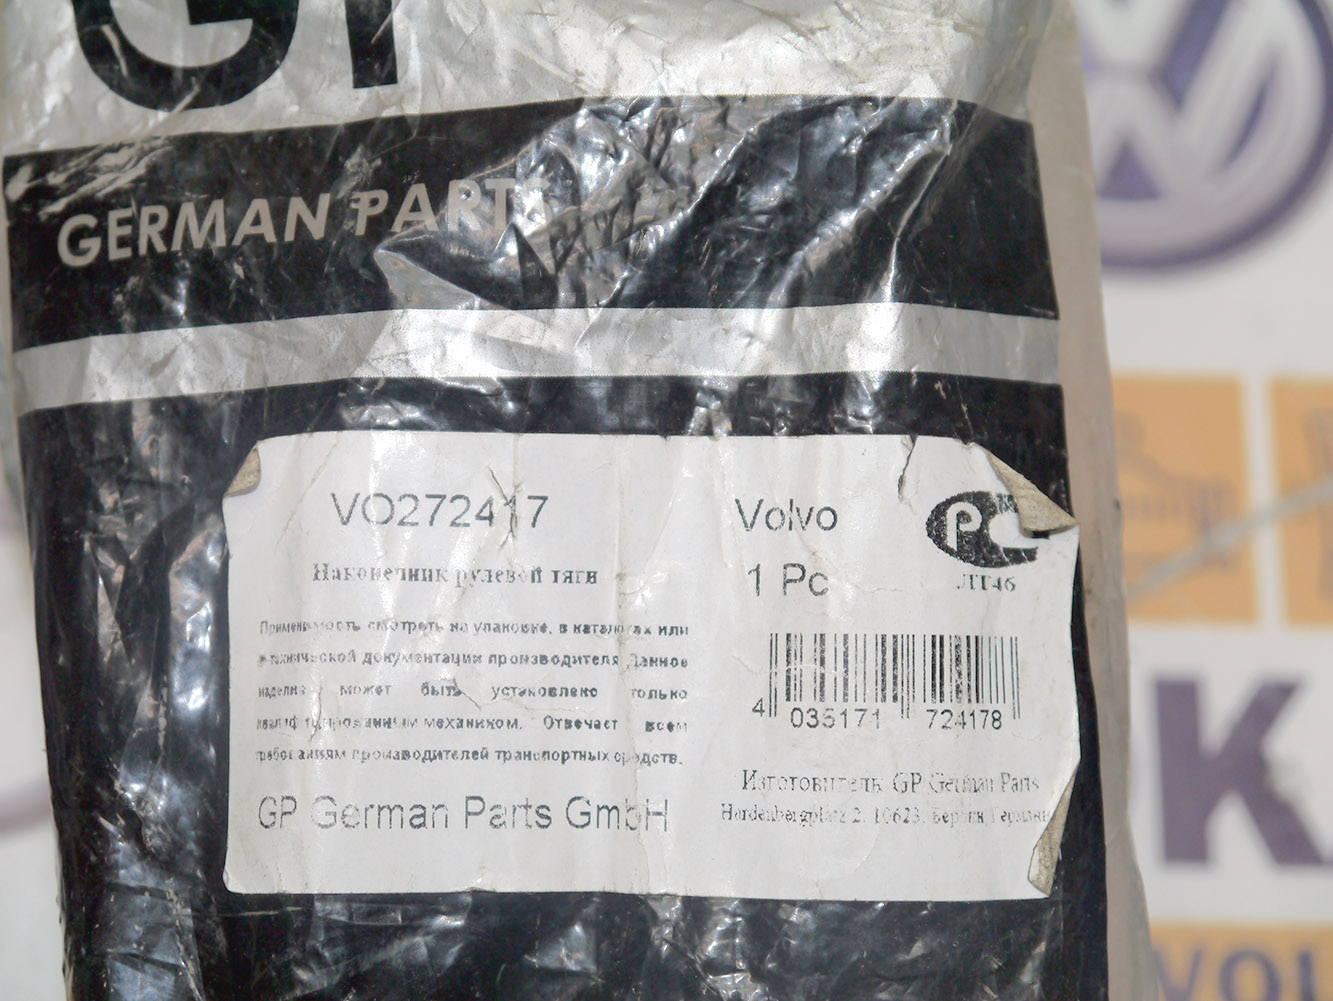 GP
GERMAN PARTS
VO272417
Volvo
Наконечник рулевой тяги
1 Pc
РС
ЛТ46
Применимость смотреть на упаковке, в каталогах или
технической документации производителя Данное
изделие может быть установлено только
квалифицированным механиком. Отвечает всем
требованиям производителей транспортных средств.
4 035171 724178
GP German Parts GmbH
Изготовитель: GP German Parts
Hardenbergplatz 2, 10623, Берлин, Германия
K
VOL